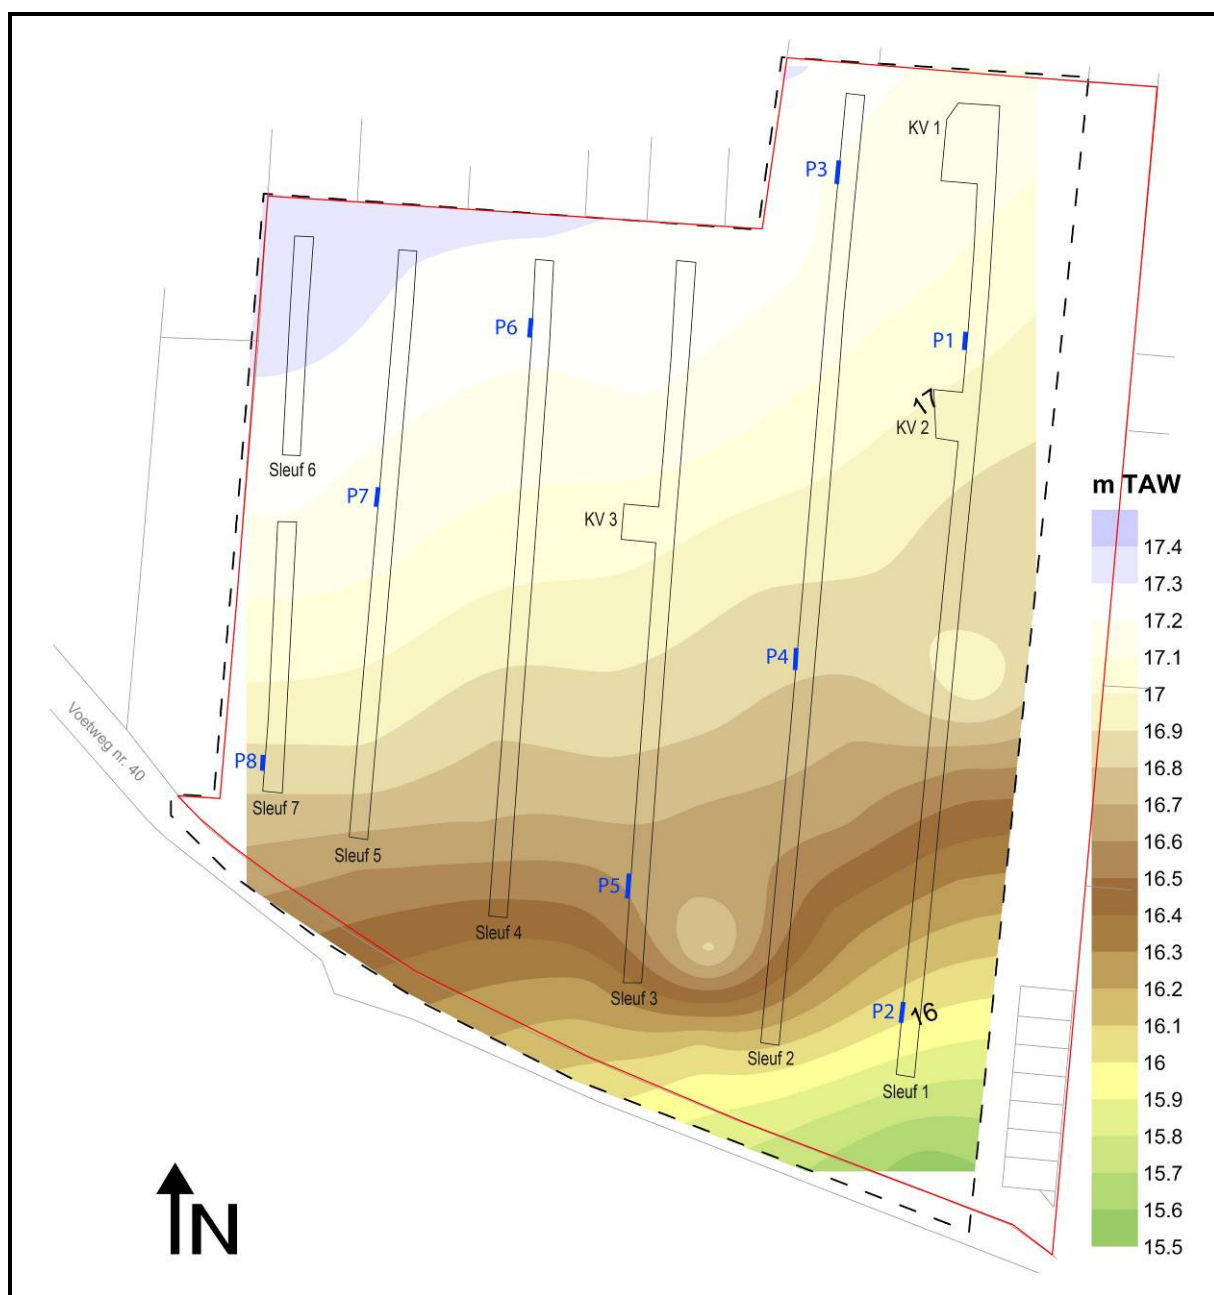 KV 1
P3
P6
P1
17
KV 2
Sleuf 6
m TAW
P7
KV 3
17.4
17.3
17.2
17.1
17
16.9
16.8
16.7
16.6
16.5
16.4
16.3
16.2
16.1
16
15.9
15.8
15.7
15.6
15.5
P4
Voetweg nr. 40
P8
Sleuf 7
Sleuf 5
P5
Sleuf 4
Sleuf 3
P2
16
Sleuf 2
Sleuf 1
N